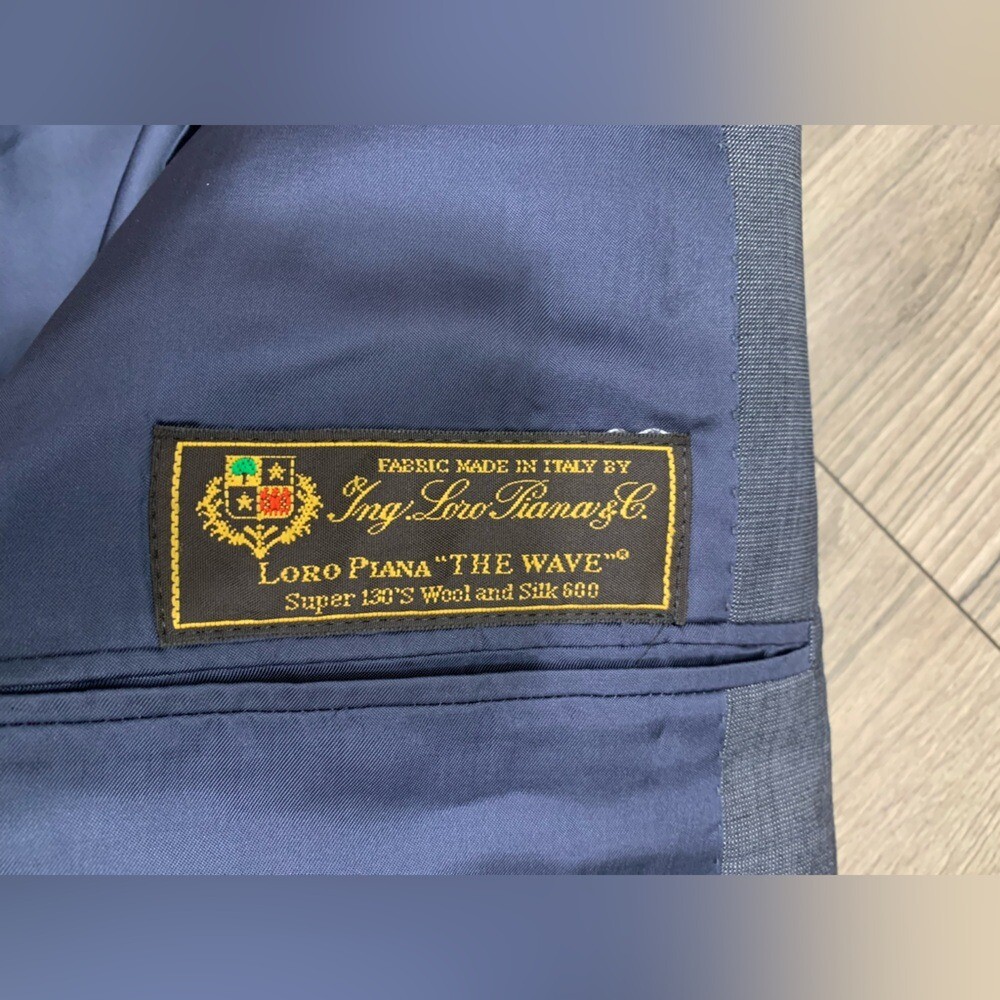 FABRIC MADE IN ITALY BY
Ing. Loro Piana & C.
LORO PIANA "THE WAVE"®
Super 130'S Wool and Silk 600